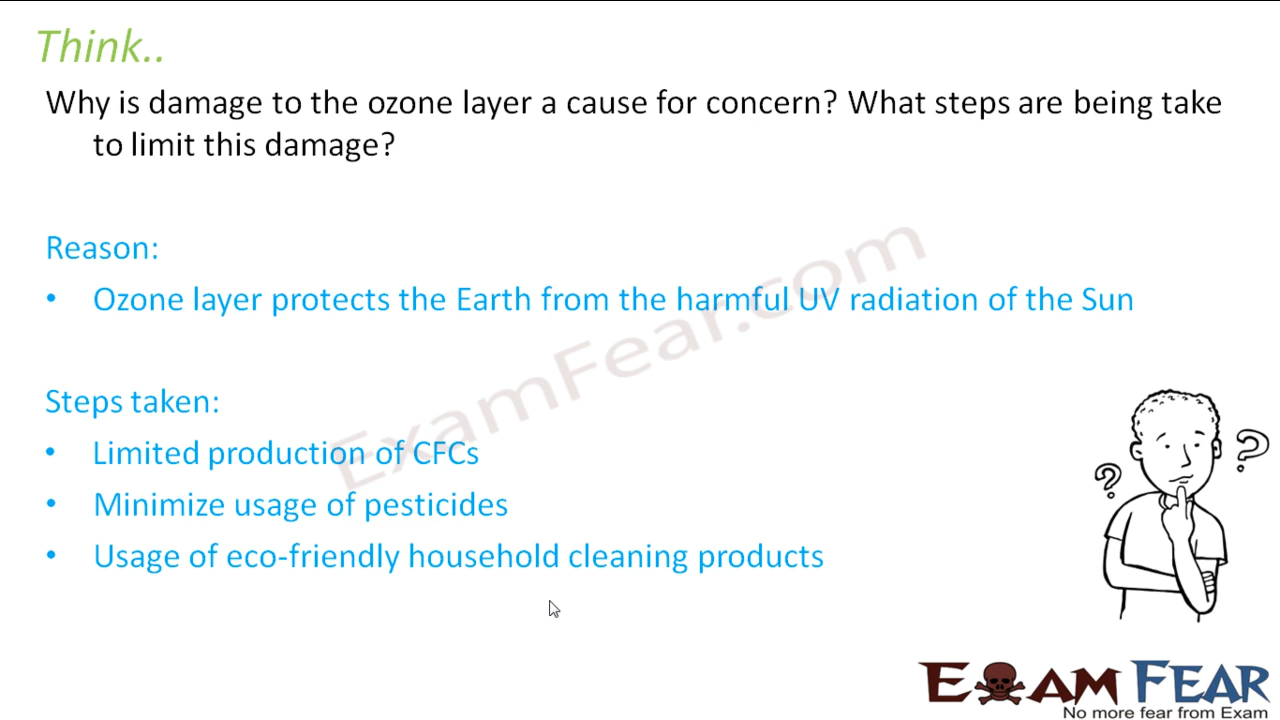 Think..
Why is damage to the ozone layer a cause for concern? What steps are being take
to limit this damage?
Reason:
• Ozone layer protects the Earth from the harmful UV radiation of the Sun
Steps taken:
• Limited production of CFCs
• Minimize usage of pesticides
• Usage of eco-friendly household cleaning products
ExamFear.com
? ?
EXAM FEAR
No more fear from Exam